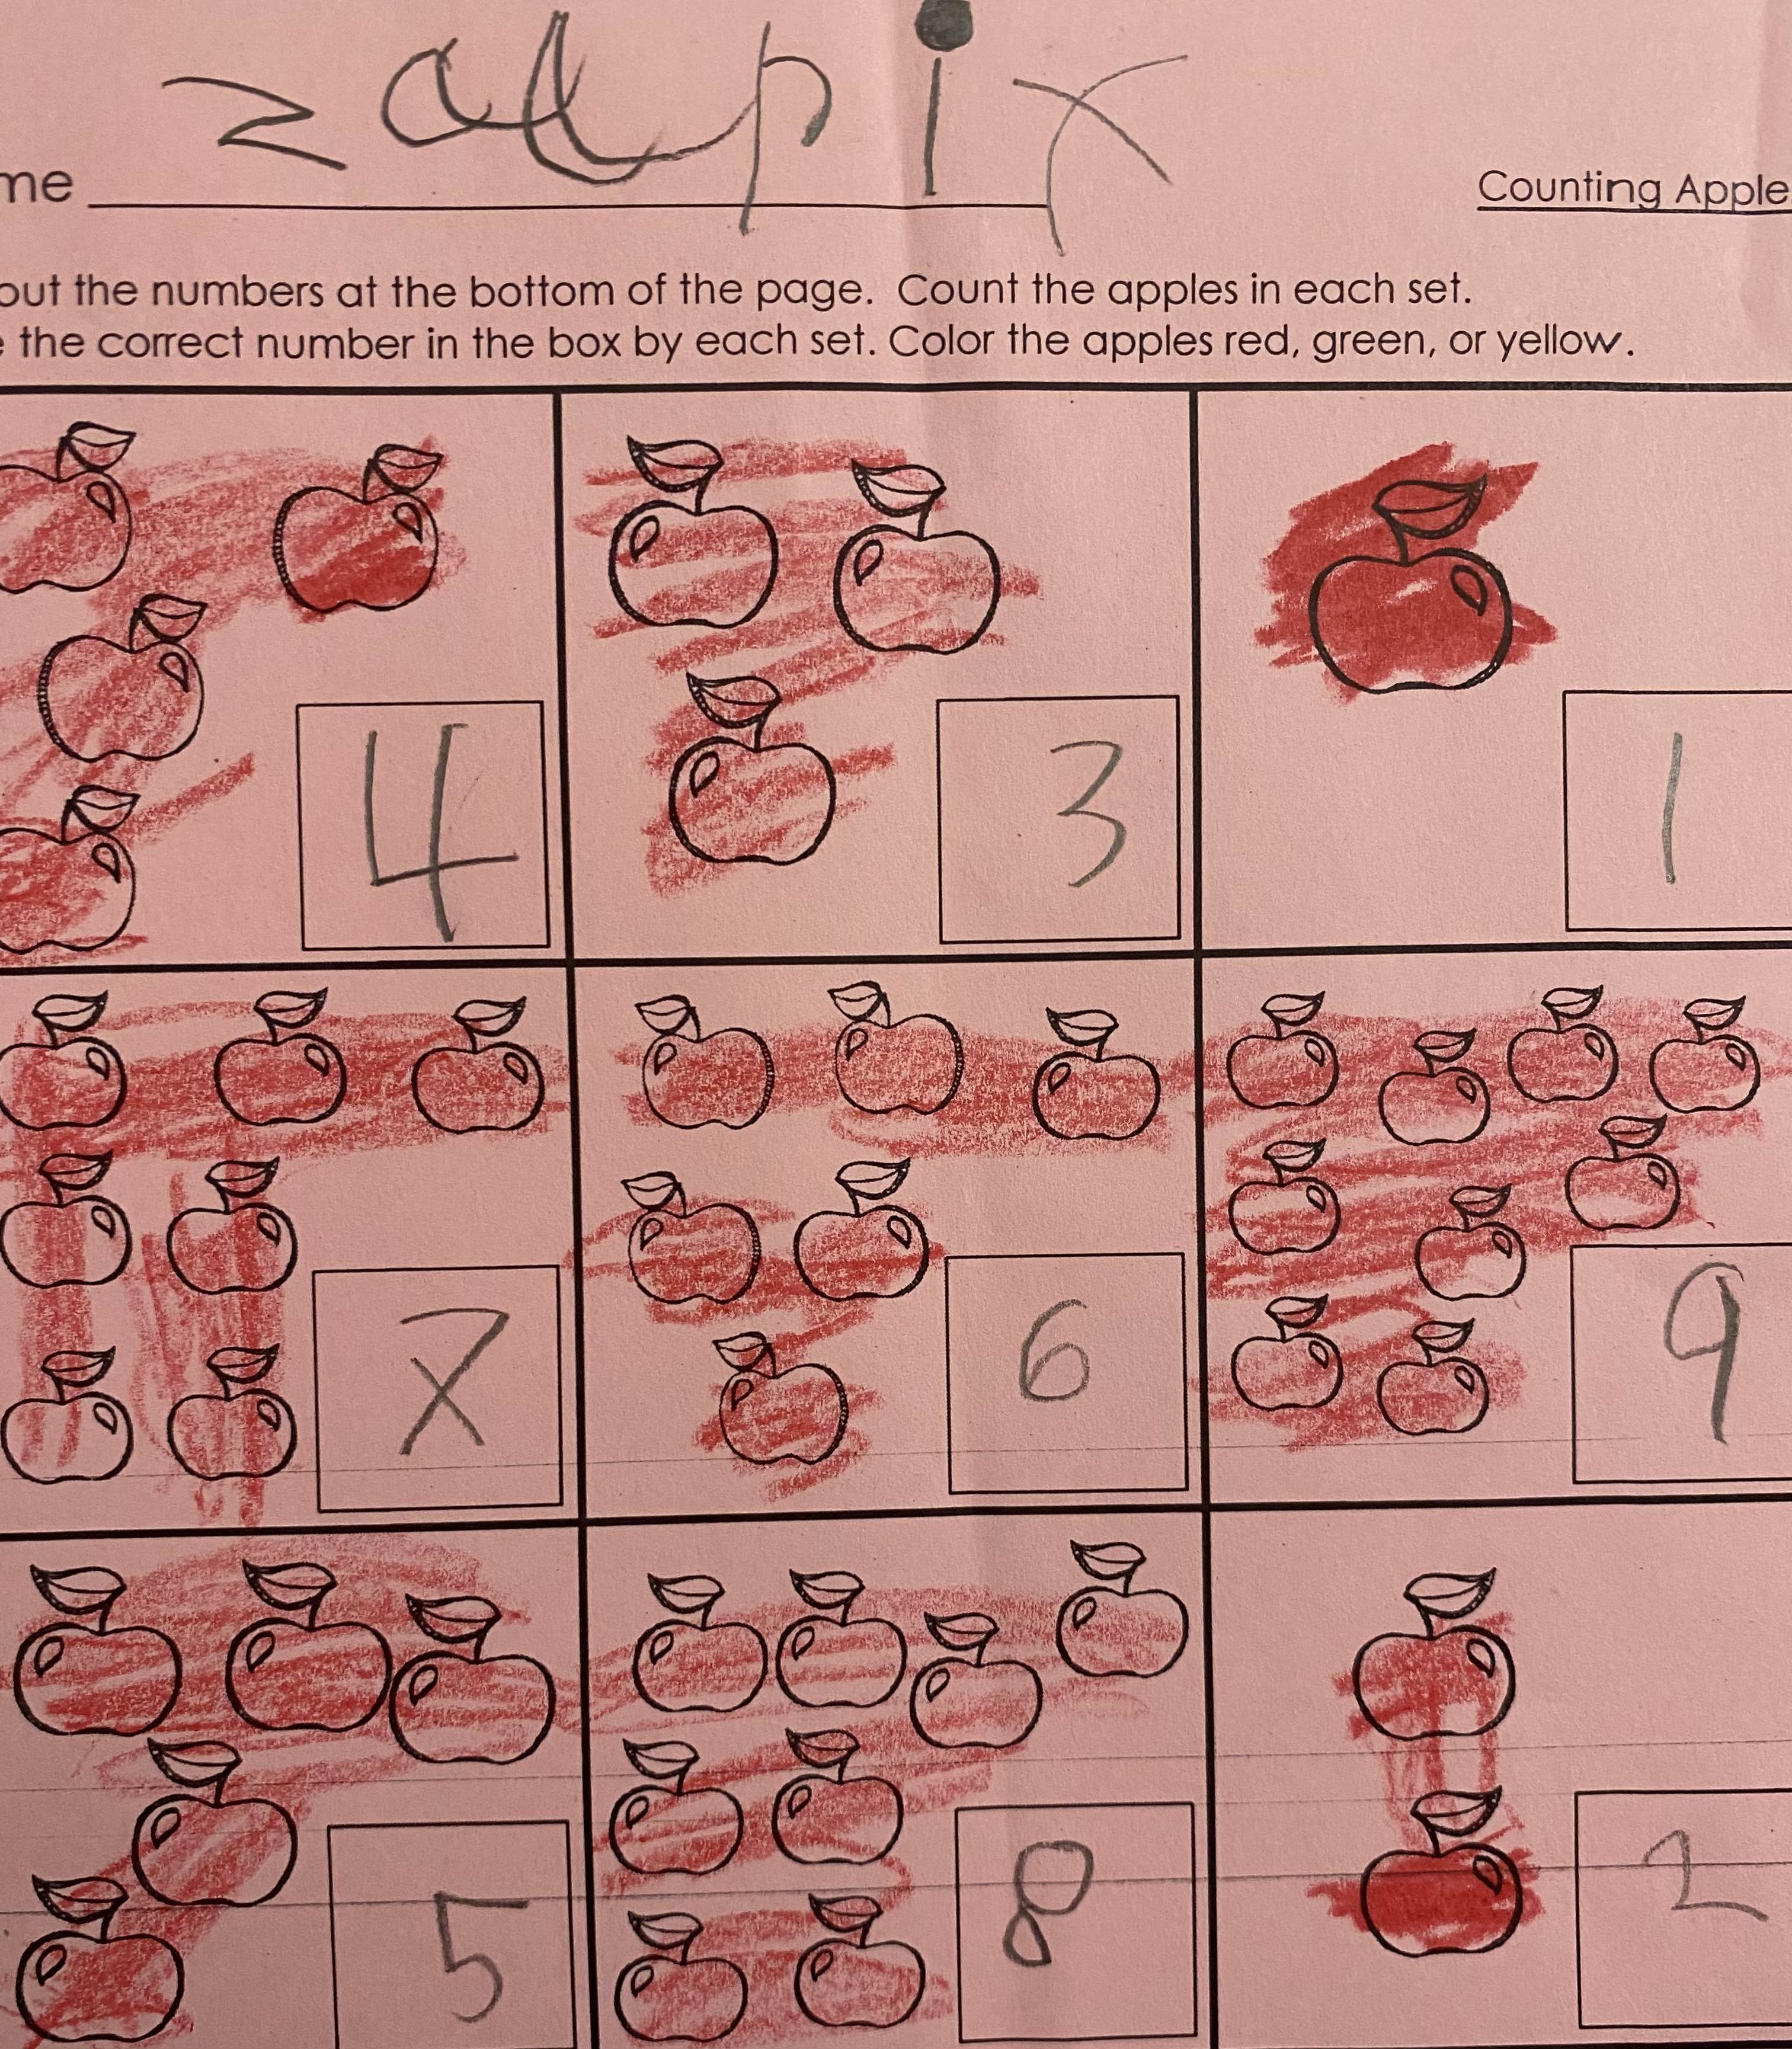 zaepix
me
Counting Apple
out the numbers at the bottom of the page. Count the apples in each set.
the correct number in the box by each set. Color the apples red, green, or yellow.
4 3 1
7 6 9
5 8 2